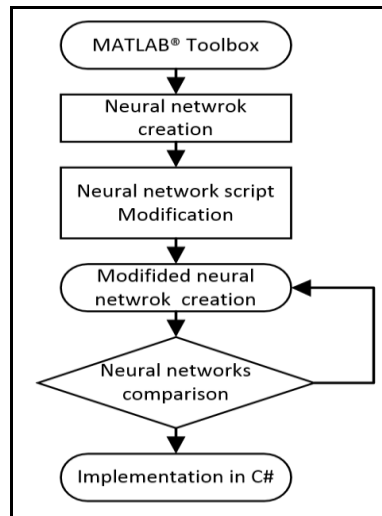 MATLAB® Toolbox
Neural netwrok
creation
Neural network script
Modification
Modifided neural
netwrok creation
Neural networks
comparison
Implementation in C#